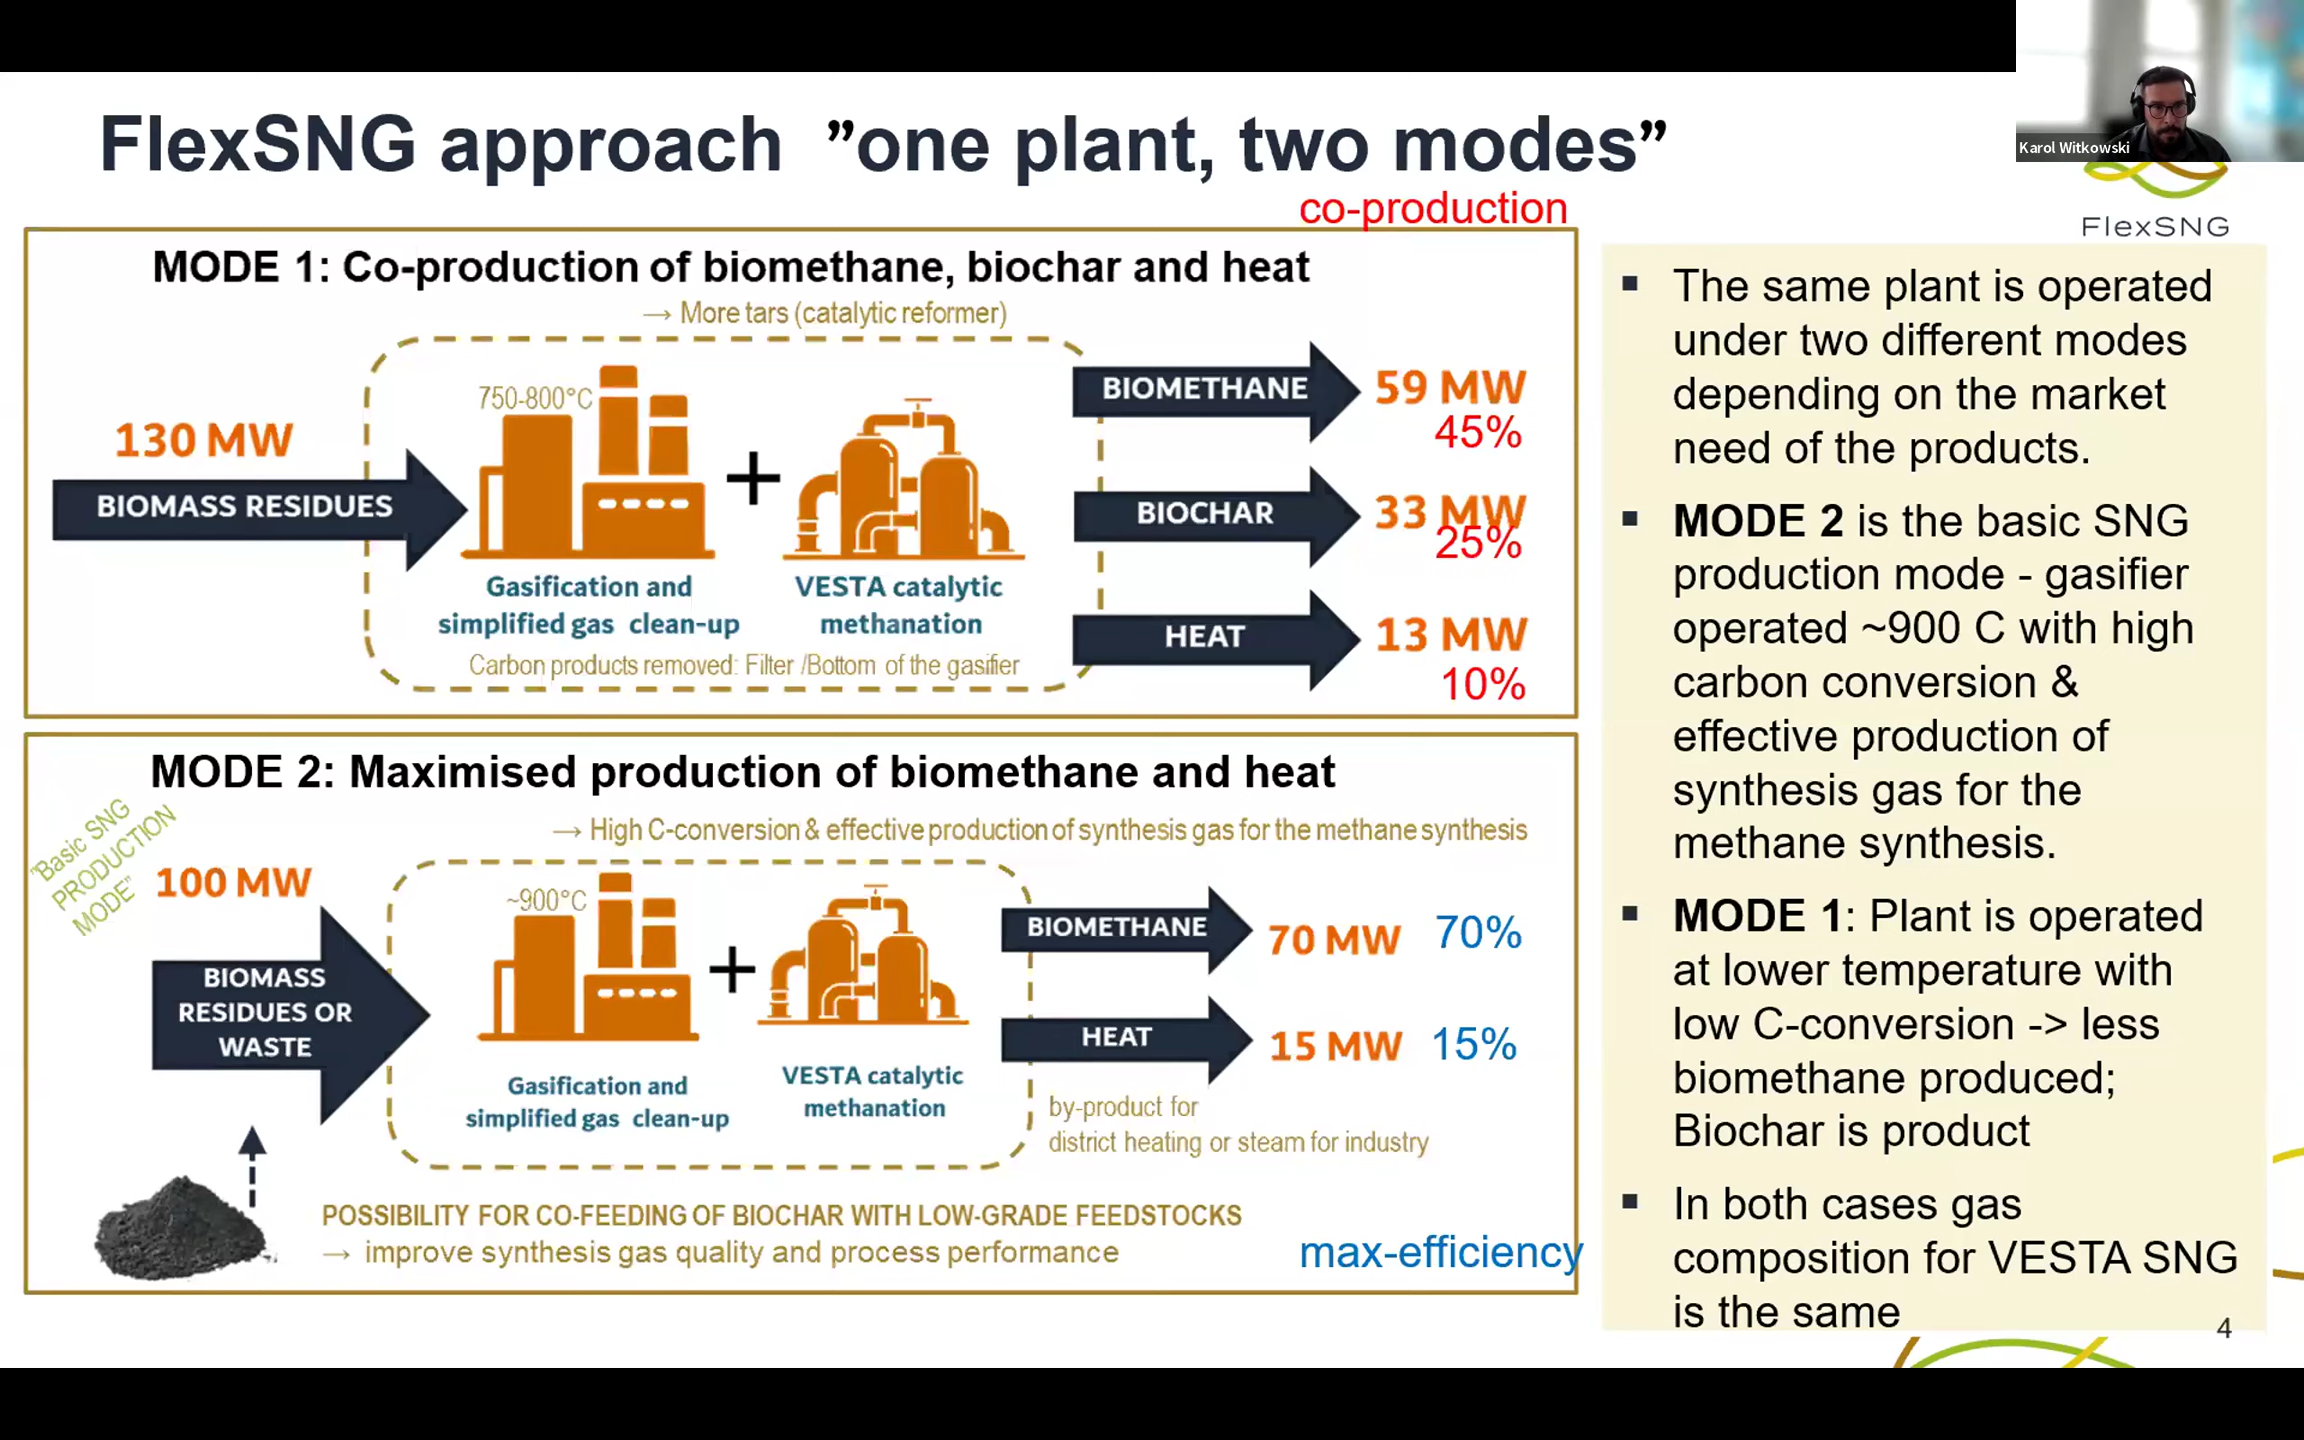 FlexSNG approach ”one plant, two modes”
Karol Witkowski
FlexSNG
co-production
MODE 1: Co-production of biomethane, biochar and heat
→ More tars (catalytic reformer)
130 MW
BIOMASS RESIDUES
750-800°C
+
Gasification and
simplified gas clean-up
VESTA catalytic
methanation
Carbon products removed: Filter /Bottom of the gasifier
BIOMETHANE
59 MW
45%
BIOCHAR
33 MW
25%
HEAT
13 MW
10%
MODE 2: Maximised production of biomethane and heat
→ High C-conversion & effective production of synthesis gas for the methane synthesis
"Basic SNG
PRODUCTION
MODE”
100 MW
BIOMASS
RESIDUES OR
WASTE
~900°C
+
Gasification and
simplified gas clean-up
VESTA catalytic
methanation
BIOMETHANE
70 MW 70%
HEAT
15 MW 15%
by-product for
district heating or steam for industry
POSSIBILITY FOR CO-FEEDING OF BIOCHAR WITH LOW-GRADE FEEDSTOCKS
→ improve synthesis gas quality and process performance
max-efficiency
▪ The same plant is operated
under two different modes
depending on the market
need of the products.
▪ MODE 2 is the basic SNG
production mode - gasifier
operated ~900 C with high
carbon conversion &
effective production of
synthesis gas for the
methane synthesis.
▪ MODE 1: Plant is operated
at lower temperature with
low C-conversion -> less
biomethane produced;
Biochar is product
▪ In both cases gas
composition for VESTA SNG
is the same
4